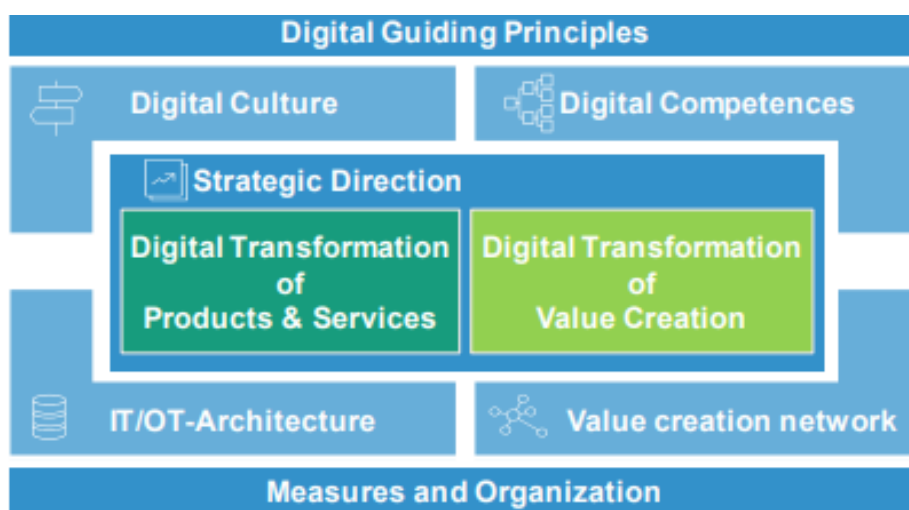 Digital Guiding Principles
Digital Culture
Digital Competences
Strategic Direction
Digital Transformation
of
Products & Services
Digital Transformation
of
Value Creation
IT/OT-Architecture
Value creation network
Measures and Organization